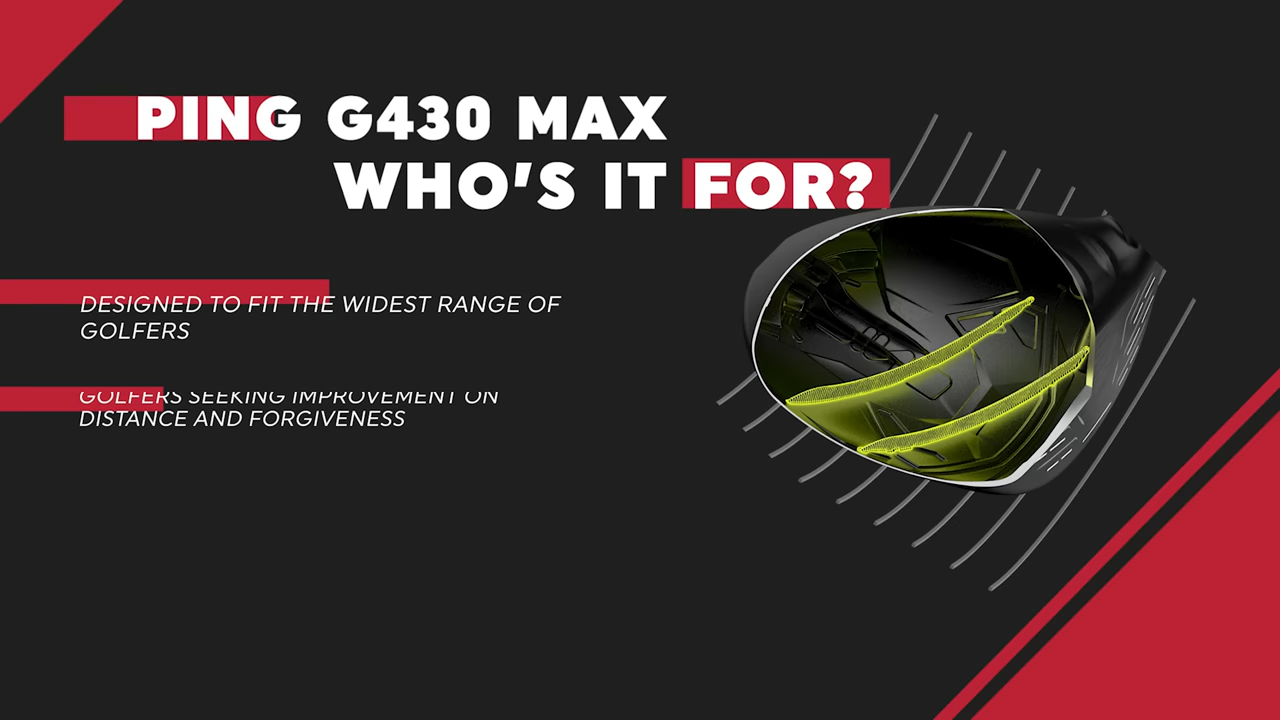 PING G430 MAX
WHO'S IT FOR?
DESIGNED TO FIT THE WIDEST RANGE OF
GOLFERS
GOLFERS SEEKING IMPROVEMENT ON
DISTANCE AND FORGIVENESS